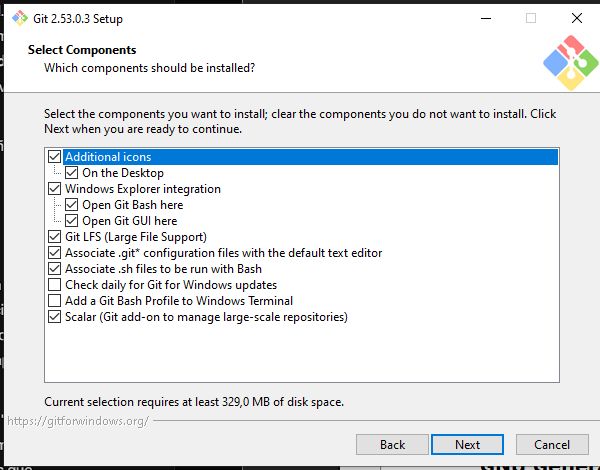 Git 2.53.0.3 Setup
Select Components
Which components should be installed?
Select the components you want to install; clear the components you do not want to install. Click
Next when you are ready to continue.
Additional icons
On the Desktop
Windows Explorer integration
Open Git Bash here
Open Git GUI here
Git LFS (Large File Support)
Associate .git* configuration files with the default text editor
Associate .sh files to be run with Bash
Check daily for Git for Windows updates
Add a Git Bash Profile to Windows Terminal
Scalar (Git add-on to manage large-scale repositories)
Current selection requires at least 329,0 MB of disk space.
https://gitforwindows.org/
Back Next Cancel